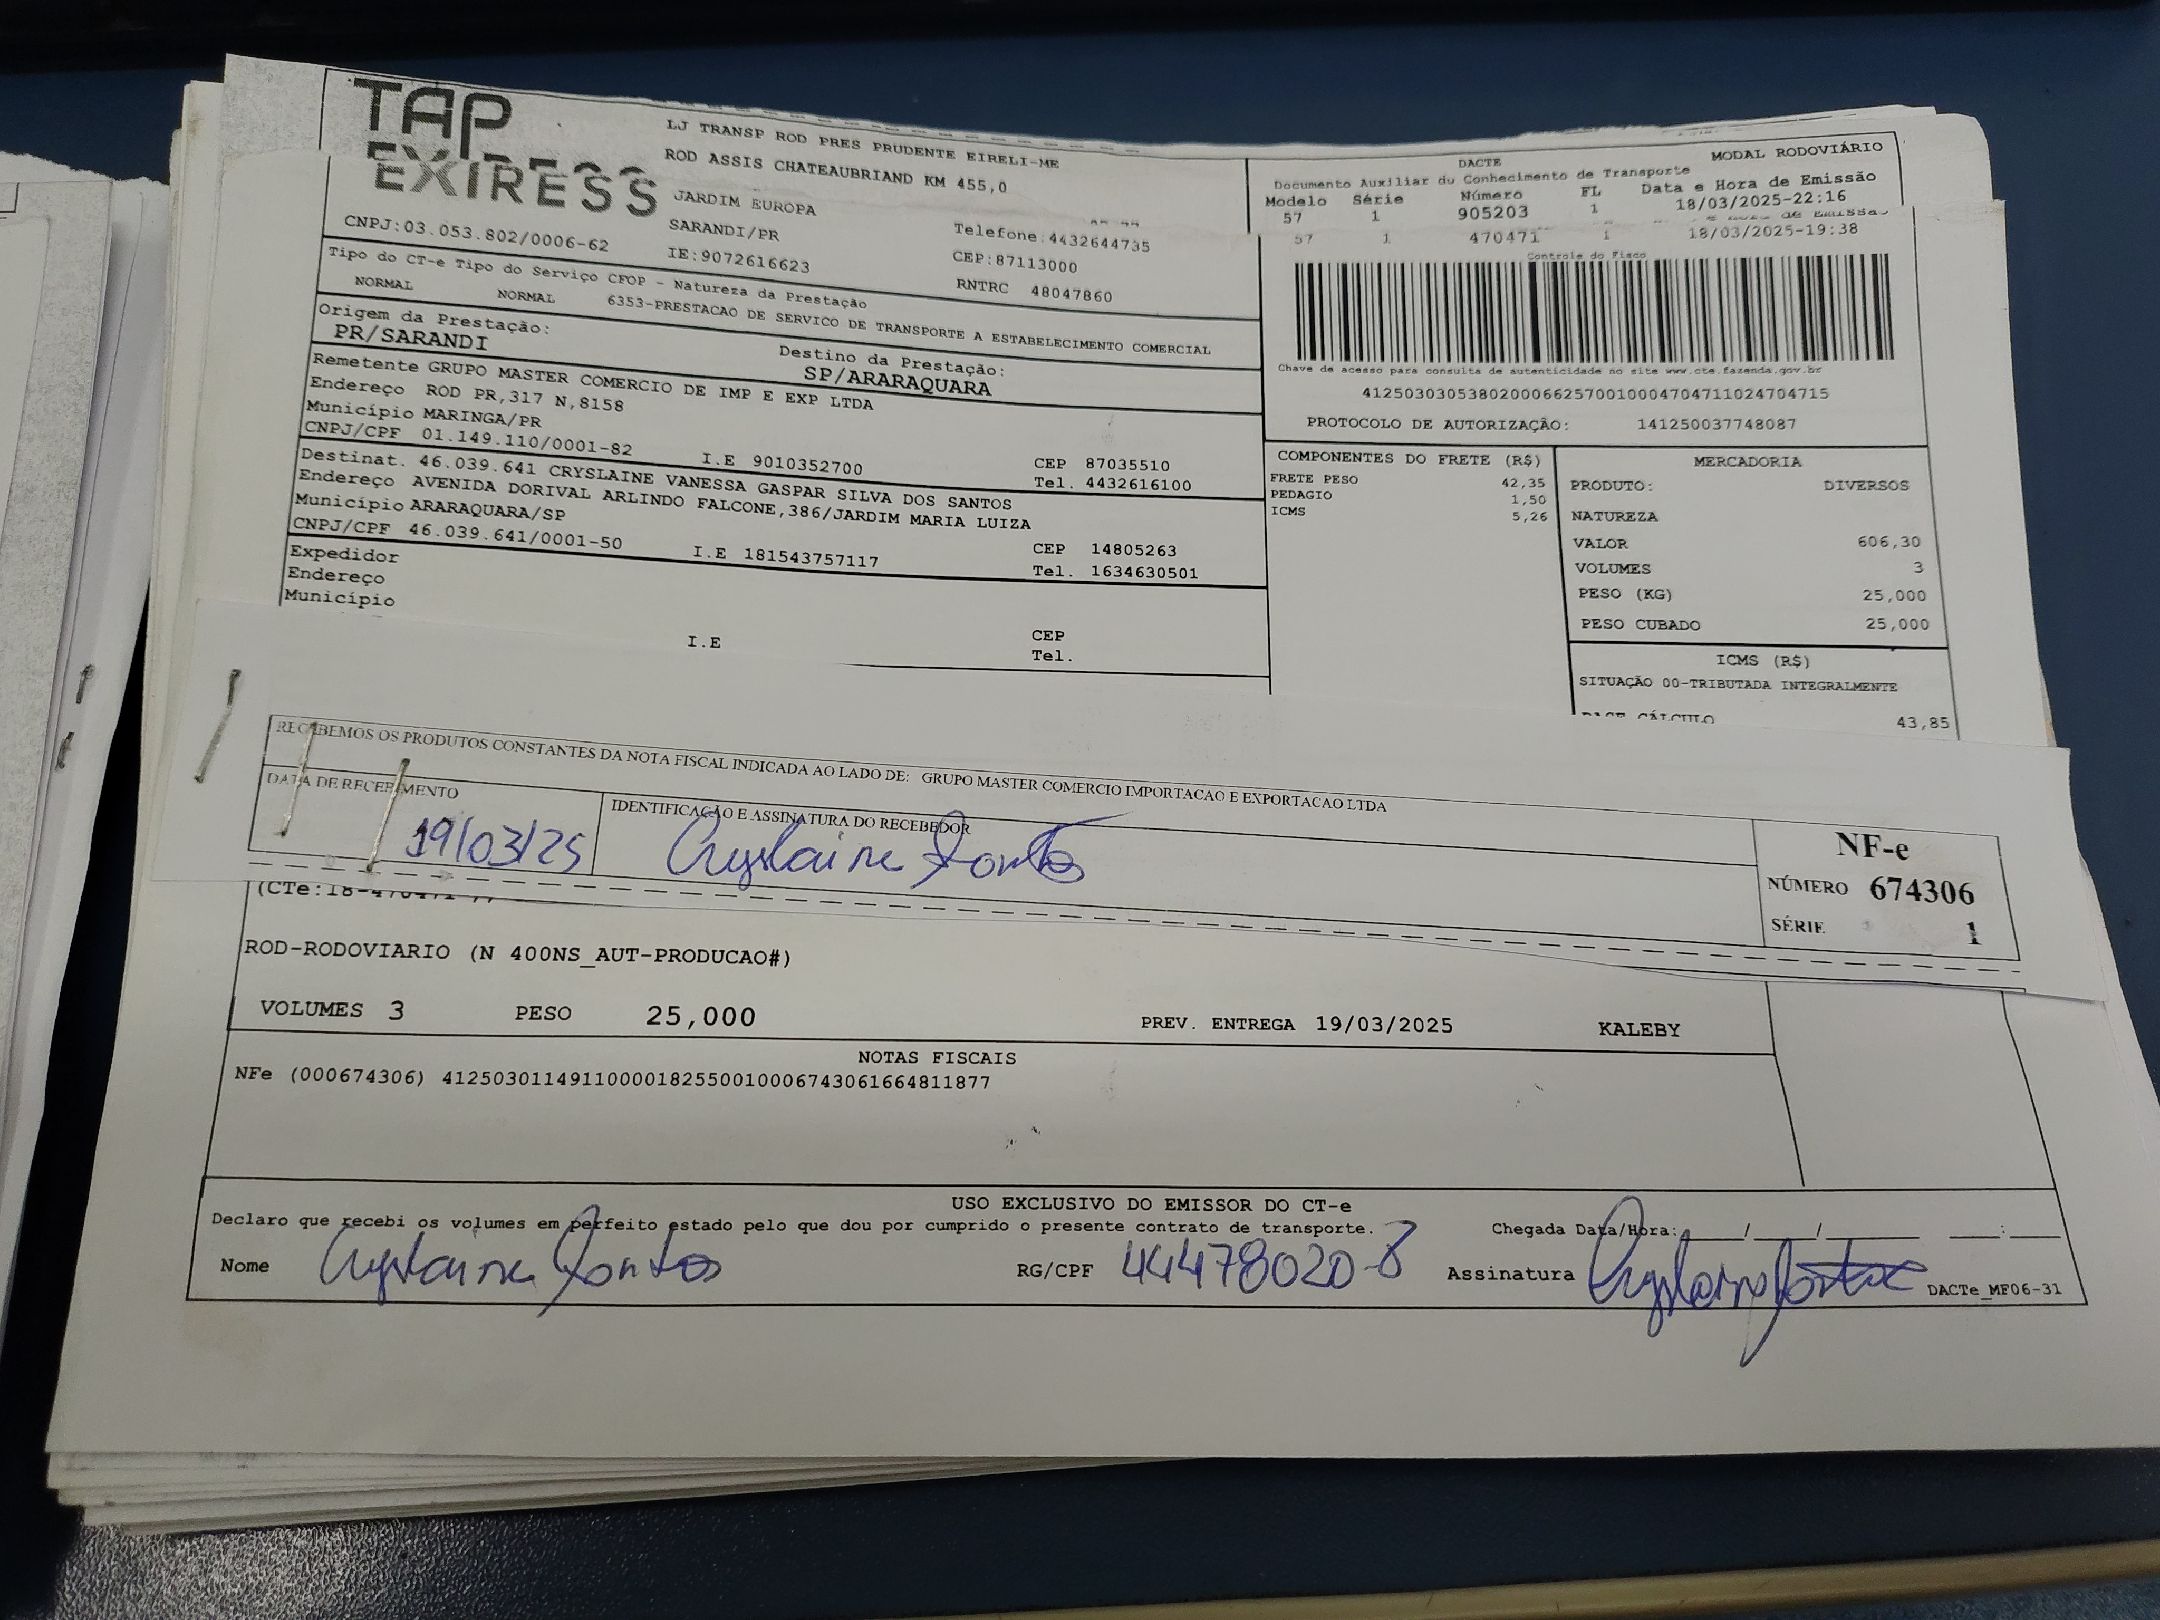 TAP
EXPRESS
LJ TRANSP ROD PRES PRUDENTE EIRELI-ME
ROD ASSIS CHATEAUBRIAND KM 455,0
JARDIM EUROPA
SARANDI/PR
Telefone:4432644735
CNPJ:03.053.802/0006-62
IE:9072616623
CEP:87113000
RNTRC 48047860
DACTE
MODAL RODOVIÁRIO
Documento Auxiliar do Conhecimento de Transporte
Modelo Série Número FL Data e Hora de Emissão
57 1 905203 1 18/03/2025-22:16
57 1 470471 1 18/03/2025-19:38
Controle do Fisco
Chave de acesso para consulta de autenticidade no site www.cte.fazenda.gov.br
41250303053802000662570010004704711024704715
PROTOCOLO DE AUTORIZAÇÃO: 141250037748087
Tipo do CT-e Tipo do Serviço CFOP - Natureza da Prestação
NORMAL NORMAL 6353-PRESTACAO DE SERVICO DE TRANSPORTE A ESTABELECIMENTO COMERCIAL
Origem da Prestação:
PR/SARANDI
Destino da Prestação:
SP/ARARAQUARA
Remetente GRUPO MASTER COMERCIO DE IMP E EXP LTDA
Endereço ROD PR,317 N,8158
Município MARINGA/PR
CEP 87035510
CNPJ/CPF 01.149.110/0001-82 I.E 9010352700 Tel. 4432616100
Destinat. 46.039.641 CRYSLAINE VANESSA GASPAR SILVA DOS SANTOS
Endereço AVENIDA DORIVAL ARLINDO FALCONE,386/JARDIM MARIA LUIZA
Município ARARAQUARA/SP CEP 14805263
CNPJ/CPF 46.039.641/0001-50 I.E 181543757117 Tel. 1634630501
Expedidor
Endereço
Município CEP
I.E Tel.
COMPONENTES DO FRETE (R$)
FRETE PESO 42,35
PEDAGIO 1,50
ICMS 5,26
MERCADORIA
PRODUTO: DIVERSOS
NATUREZA
VALOR 606,30
VOLUMES 3
PESO (KG) 25,000
PESO CUBADO 25,000
ICMS (R$)
SITUAÇÃO 00-TRIBUTADA INTEGRALMENTE
BASE CÁLCULO 43,85
RECEBEMOS OS PRODUTOS CONSTANTES DA NOTA FISCAL INDICADA AO LADO DE: GRUPO MASTER COMERCIO IMPORTACAO E EXPORTACAO LTDA
DATA DE RECEBIMENTO
IDENTIFICAÇÃO E ASSINATURA DO RECEBEDOR
19/03/25 Cryslaine
NF-e
NÚMERO 674306
SÉRIE 1
(CTe:18-470471
ROD-RODOVIARIO (N 400NS_AUT-PRODUCAO#)
VOLUMES 3 PESO 25,000 PREV. ENTREGA 19/03/2025 KALEBY
NOTAS FISCAIS
NFe (000674306) 41250301149110000182550010006743061664811877
USO EXCLUSIVO DO EMISSOR DO CT-e
Declaro que recebi os volumes em perfeito estado pelo que dou por cumprido o presente contrato de transporte.
Chegada Data/Hora: / / :
Nome Cryslaine RG/CPF 44478020-8 Assinatura Cryslaine
DACTe_MF06-31